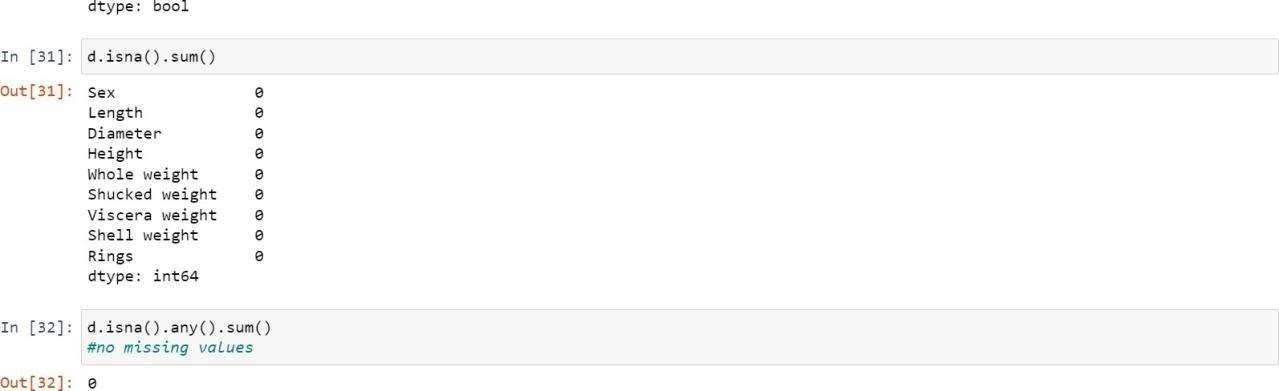 dtype: bool
In [31]: d.isna().sum()
Out[31]: Sex 0
Length 0
Diameter 0
Height 0
Whole weight 0
Shucked weight 0
Viscera weight 0
Shell weight 0
Rings 0
dtype: int64
In [32]: d.isna().any().sum()
#no missing values
Out[32]: 0